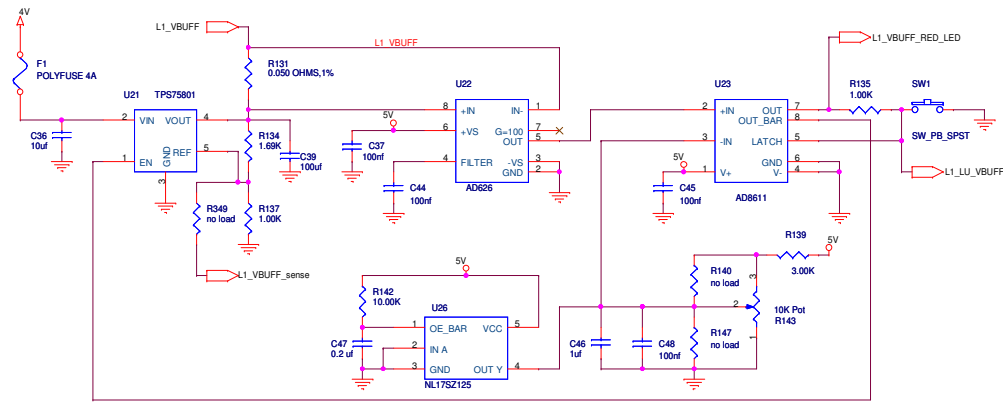 4V
L1_VBUFF
L1_VBUFF
L1_VBUFF_RED_LED
F1
POLYFUSE 4A
R131
0.050 OHMS,1%
U21
TPS75801
2
VIN
VOUT
4
REF
5
1
EN
GND
3
C36
10uf
R134
1.69K
C39
100uf
R349
no load
R137
1.00K
L1_VBUFF_sense
5V
C37
100nf
C44
100nf
U22
8
+IN
IN-
1
6
+VS
G=100
7
OUT
5
4
FILTER
-VS
3
GND
2
AD626
U23
2
+IN
OUT
7
OUT_BAR
8
3
-IN
LATCH
5
GND
6
1
V+
V-
4
AD8611
5V
C45
100nf
R135
1.00K
SW1
SW_PB_SPST
L1_LU_VBUFF
5V
R142
10.00K
C47
0.2 uf
U26
1
OE_BAR
VCC
5
2
IN A
3
GND
OUT Y
4
NL17SZ125
C46
1uf
C48
100nf
R140
no load
R147
no load
R139
3.00K
5V
3
2
1
10K Pot
R143